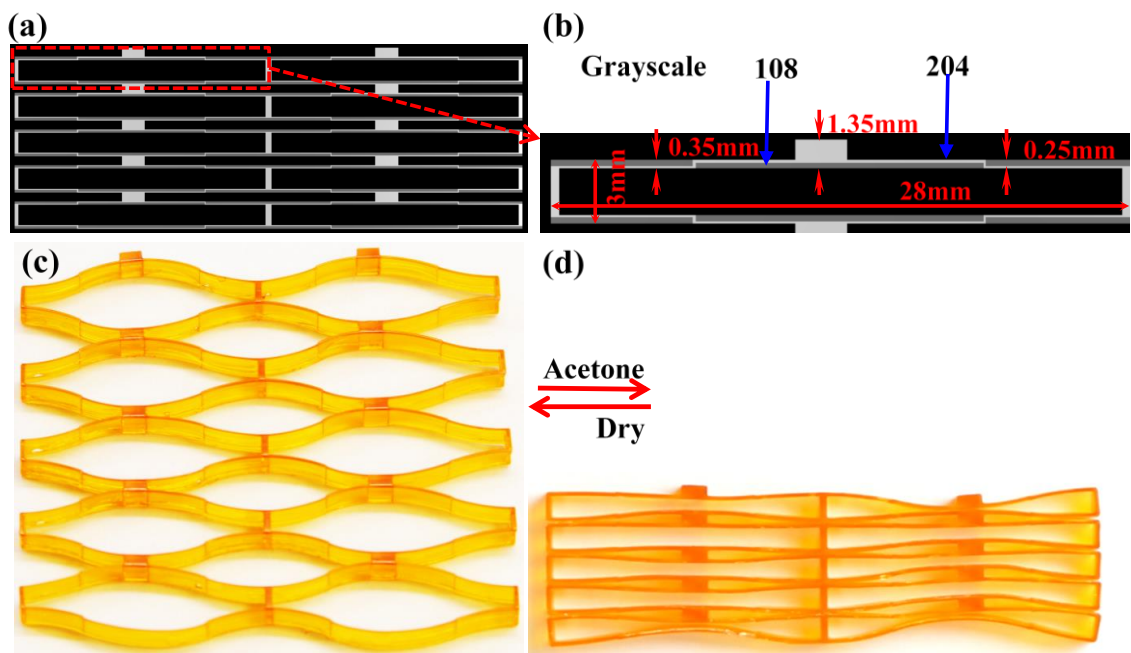 (a)
(b)
Grayscale 108 204
1.35mm
0.35mm 0.25mm
3mm
28mm
(c)
(d)
Acetone
Dry